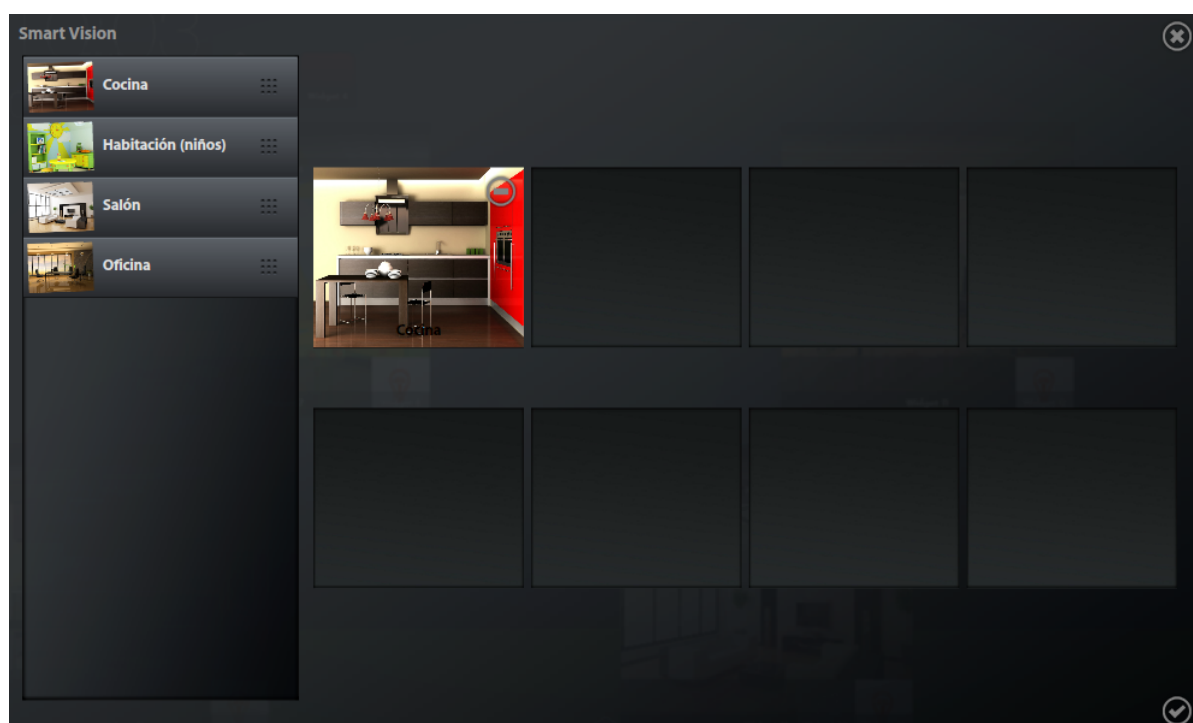 Smart Vision
Cocina
Habitación (niños)
Salón
Oficina
Cocina